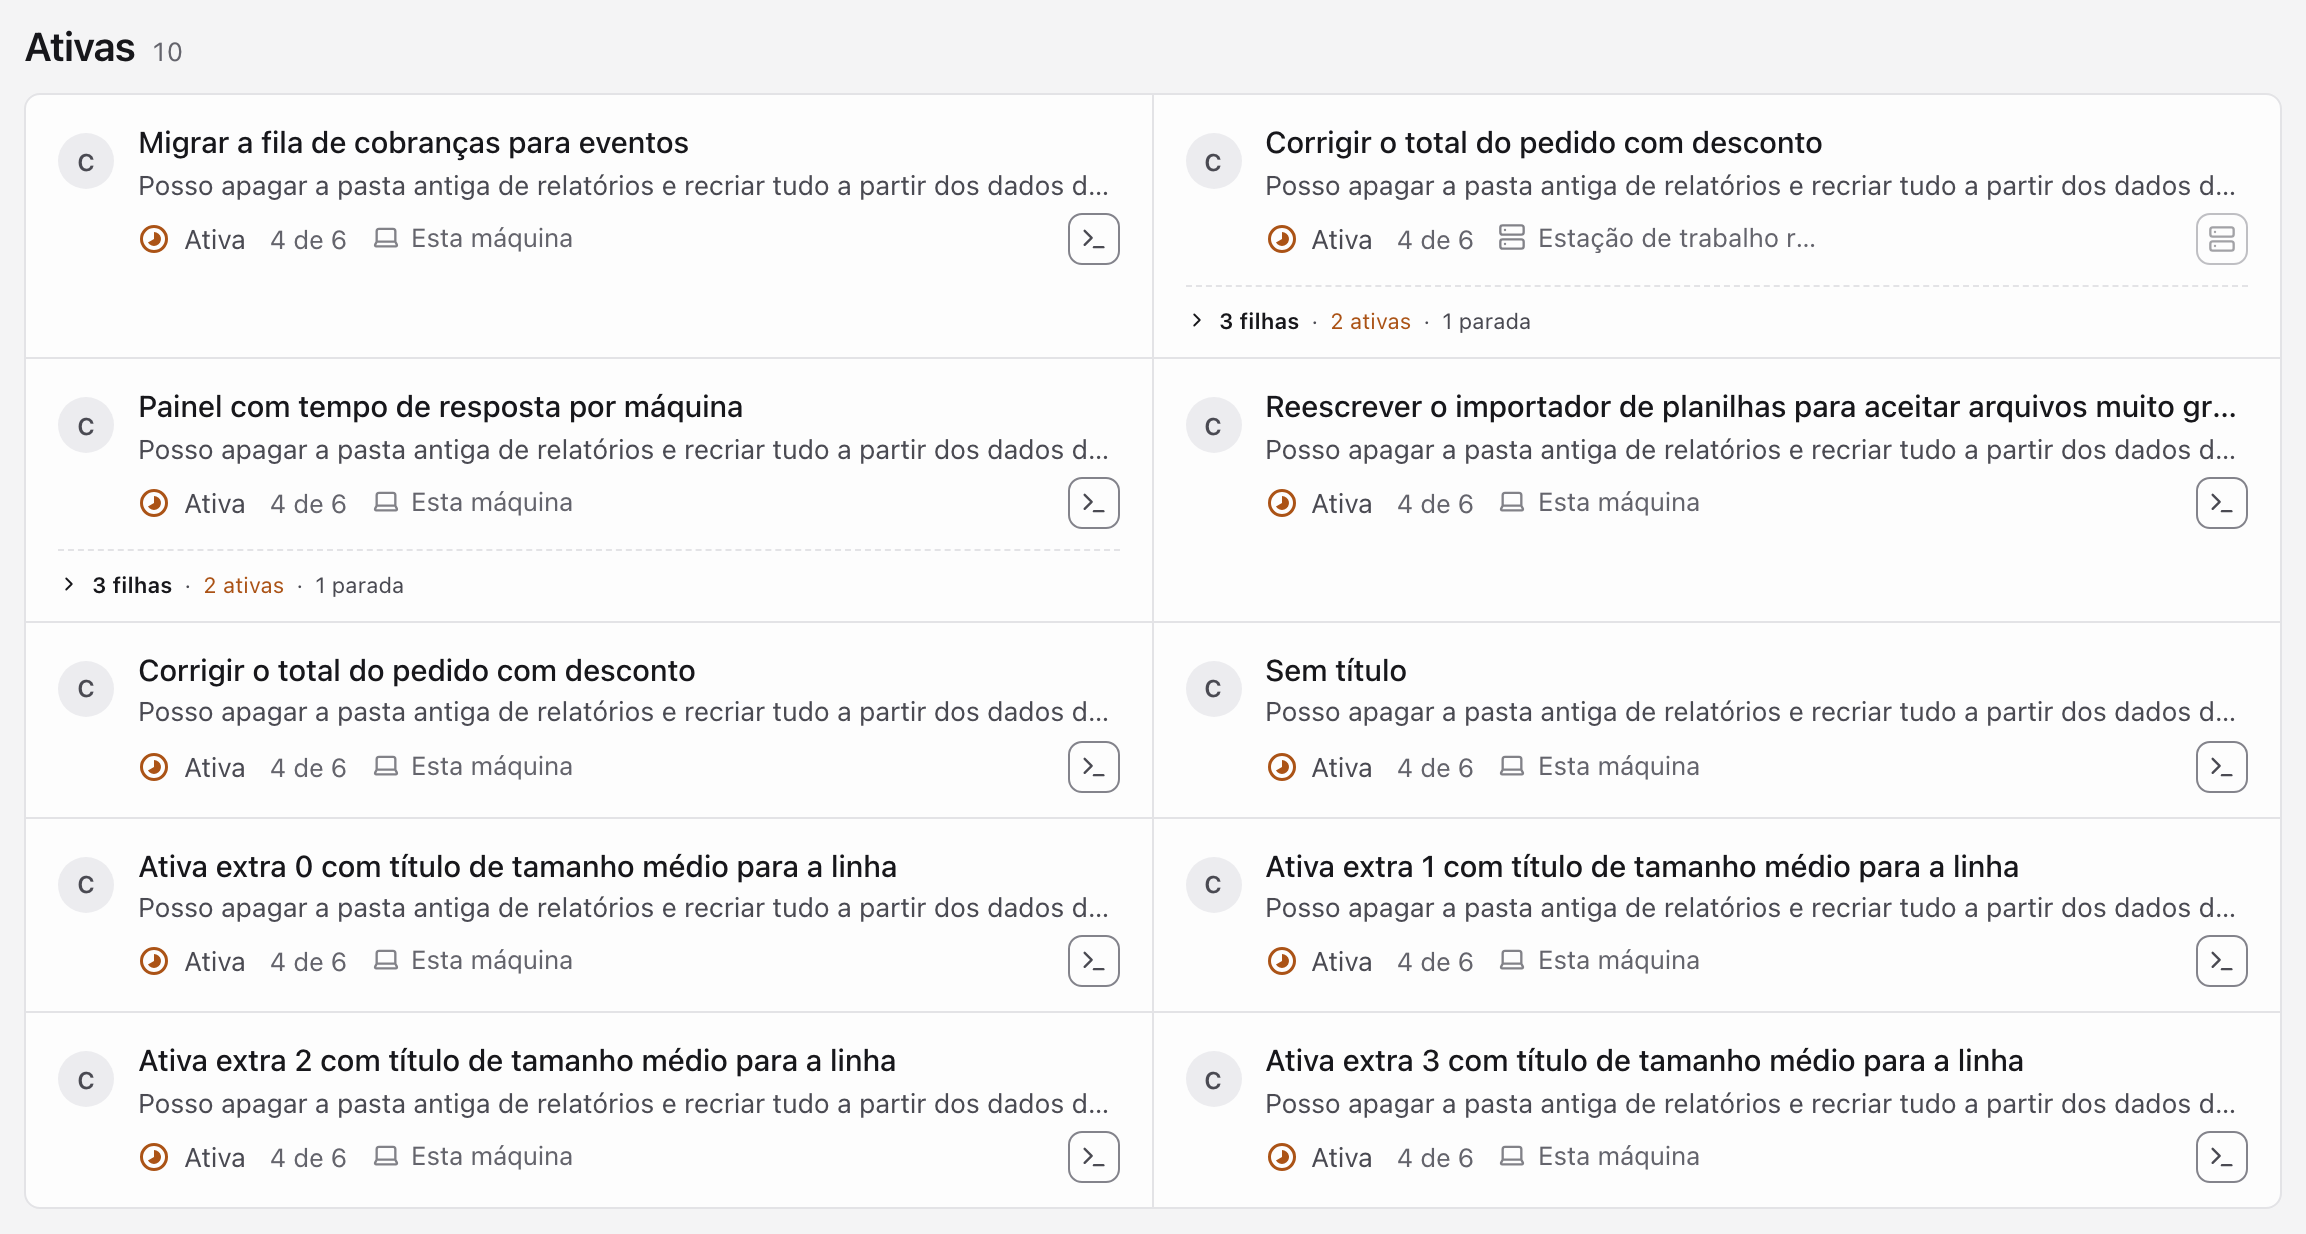 Ativas 10
C
Migrar a fila de cobranças para eventos
Posso apagar a pasta antiga de relatórios e recriar tudo a partir dos dados d...
Ativa 4 de 6 Esta máquina
C
Corrigir o total do pedido com desconto
Posso apagar a pasta antiga de relatórios e recriar tudo a partir dos dados d...
Ativa 4 de 6 Estação de trabalho r...
3 filhas · 2 ativas · 1 parada
C
Painel com tempo de resposta por máquina
Posso apagar a pasta antiga de relatórios e recriar tudo a partir dos dados d...
Ativa 4 de 6 Esta máquina
3 filhas · 2 ativas · 1 parada
C
Reescrever o importador de planilhas para aceitar arquivos muito gr...
Posso apagar a pasta antiga de relatórios e recriar tudo a partir dos dados d...
Ativa 4 de 6 Esta máquina
C
Corrigir o total do pedido com desconto
Posso apagar a pasta antiga de relatórios e recriar tudo a partir dos dados d...
Ativa 4 de 6 Esta máquina
C
Sem título
Posso apagar a pasta antiga de relatórios e recriar tudo a partir dos dados d...
Ativa 4 de 6 Esta máquina
C
Ativa extra 0 com título de tamanho médio para a linha
Posso apagar a pasta antiga de relatórios e recriar tudo a partir dos dados d...
Ativa 4 de 6 Esta máquina
C
Ativa extra 1 com título de tamanho médio para a linha
Posso apagar a pasta antiga de relatórios e recriar tudo a partir dos dados d...
Ativa 4 de 6 Esta máquina
C
Ativa extra 2 com título de tamanho médio para a linha
Posso apagar a pasta antiga de relatórios e recriar tudo a partir dos dados d...
Ativa 4 de 6 Esta máquina
C
Ativa extra 3 com título de tamanho médio para a linha
Posso apagar a pasta antiga de relatórios e recriar tudo a partir dos dados d...
Ativa 4 de 6 Esta máquina